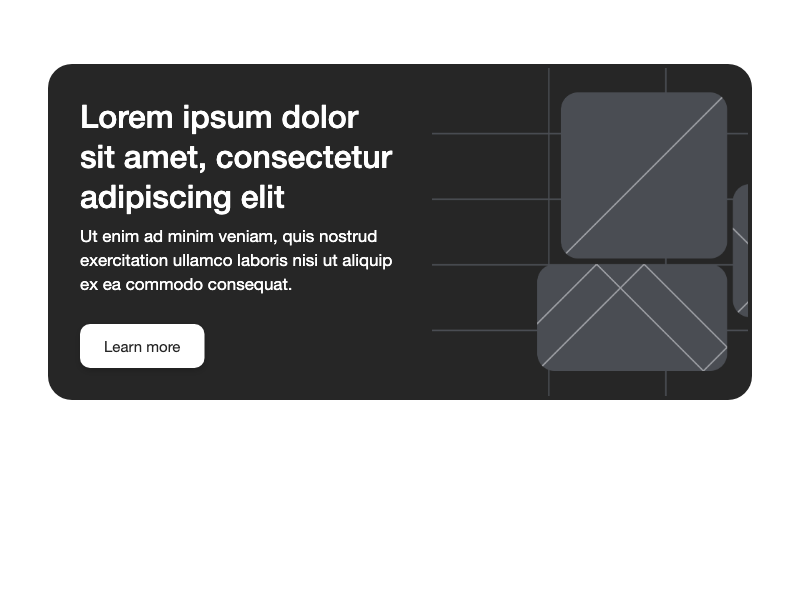 Lorem ipsum dolor
sit amet, consectetur
adipiscing elit
Ut enim ad minim veniam, quis nostrud
exercitation ullamco laboris nisi ut aliquip
ex ea commodo consequat.
Learn more